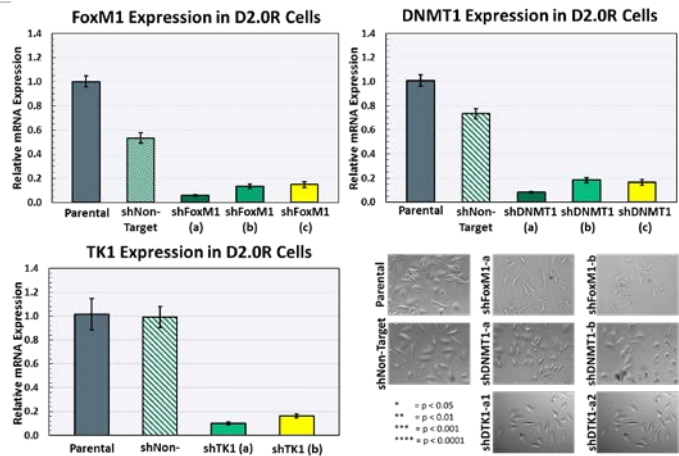 FoxM1 Expression in D2.0R Cells
Relative mRNA Expression
1.4
1.2
1.0
0.8
0.6
0.4
0.2
0.0
Parental
shNon-
Target
shFoxM1
(a)
shFoxM1
(b)
shFoxM1
(c)
DNMT1 Expression in D2.0R Cells
Relative mRNA Expression
1.4
1.2
1.0
0.8
0.6
0.4
0.2
0.0
Parental
shNon-
Target
shDNMT1
(a)
shDNMT1
(b)
shDNMT1
(c)
TK1 Expression in D2.0R Cells
Relative mRNA Expression
1.4
1.2
1.0
0.8
0.6
0.4
0.2
0.0
Parental
shNon-
shTK1 (a)
shTK1 (b)
Parental
shFoxM1-a
shFoxM1-b
shNon-Target
shDNMT1-a
shDNMT1-b
* = p < 0.05
** = p < 0.01
*** = p < 0.001
**** = p < 0.0001
shDTK1-a1
shDTK1-a2